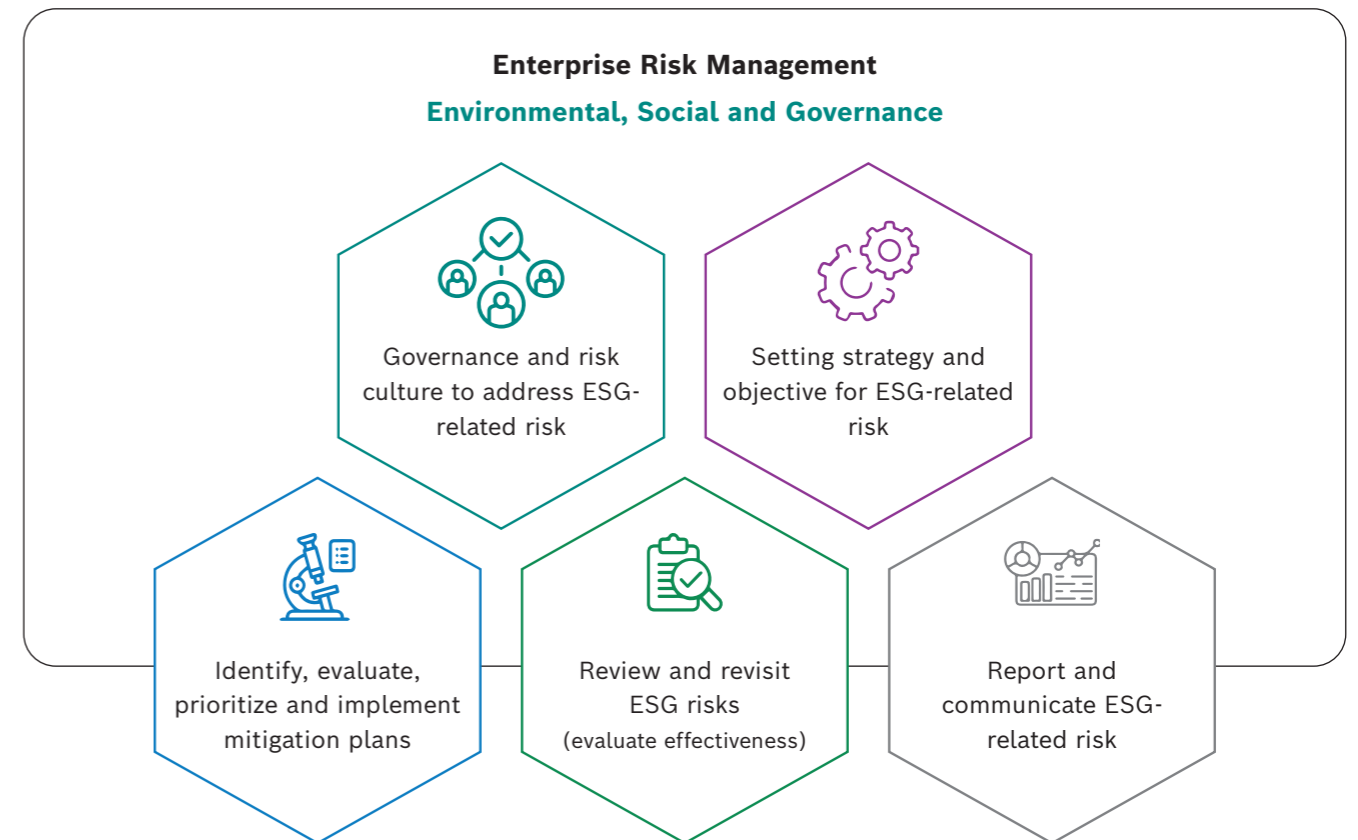 Enterprise Risk Management
Environmental, Social and Governance
Governance and risk
culture to address ESG-
related risk
Setting strategy and
objective for ESG-related
risk
Identify, evaluate,
prioritize and implement
mitigation plans
Review and revisit
ESG risks
(evaluate effectiveness)
Report and
communicate ESG-
related risk